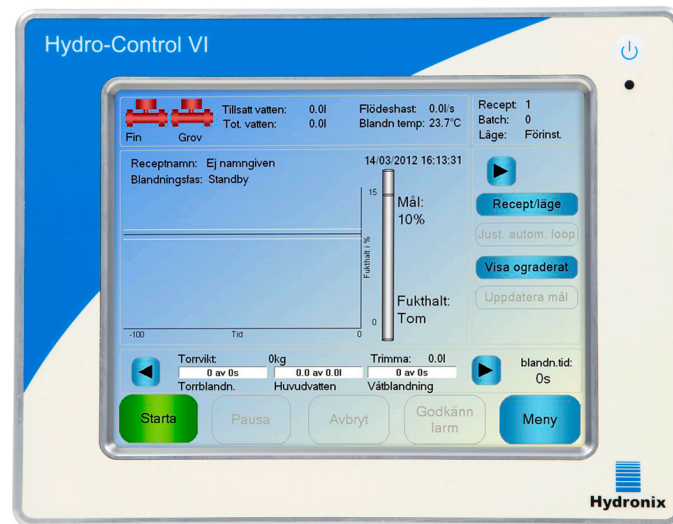 Hydro-Control VI
Tillsatt vatten: 0.0l Flödeshast: 0.0l/s
Tot. vatten: 0.0l Blandn temp: 23.7°C
Fin Grov
Recept: 1
Batch: 0
Läge: Förinst.
Receptnamn: Ej namngiven 14/03/2012 16:13:31
Blandningsfas: Standby
15
Mål:
10%
Fukthalt i %
Fukthalt:
Tom
0
-100 Tid 0
Recept/läge
Just. autom. loop
Visa ograderat
Uppdatera mål
Torrvikt: 0kg Trimma: 0.0l
0 av 0s 0.0 av 0.0l 0 av 0s
Torrblandn. Huvudvatten Våtblandning
blandn.tid:
0s
Starta
Pausa
Avbryt
Godkänn
larm
Meny
Hydronix